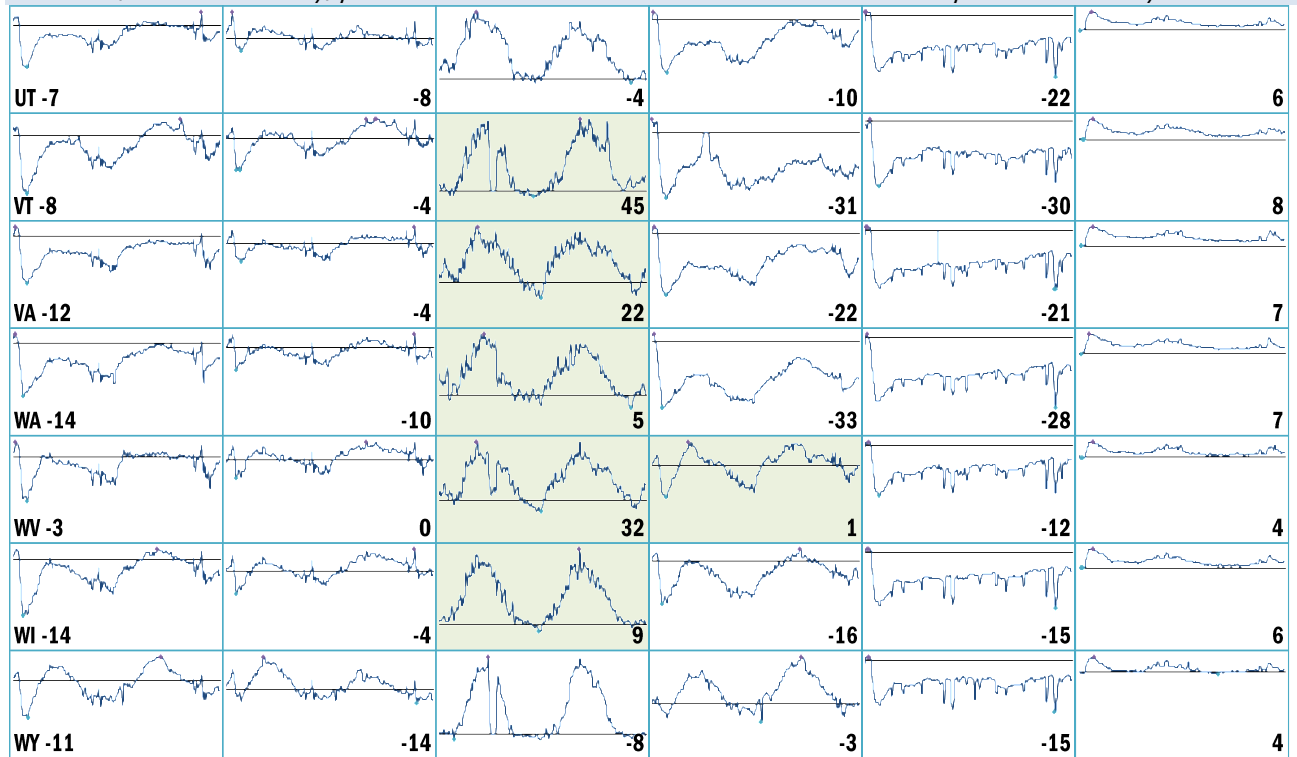 UT -7 -8 -4 -10 -22 6
VT -8 -4 45 -31 -30 8
VA -12 -4 22 -22 -21 7
WA -14 -10 5 -33 -28 7
WV -3 0 32 1 -12 4
WI -14 -4 9 -16 -15 6
WY -11 -14 -8 -3 -15 4